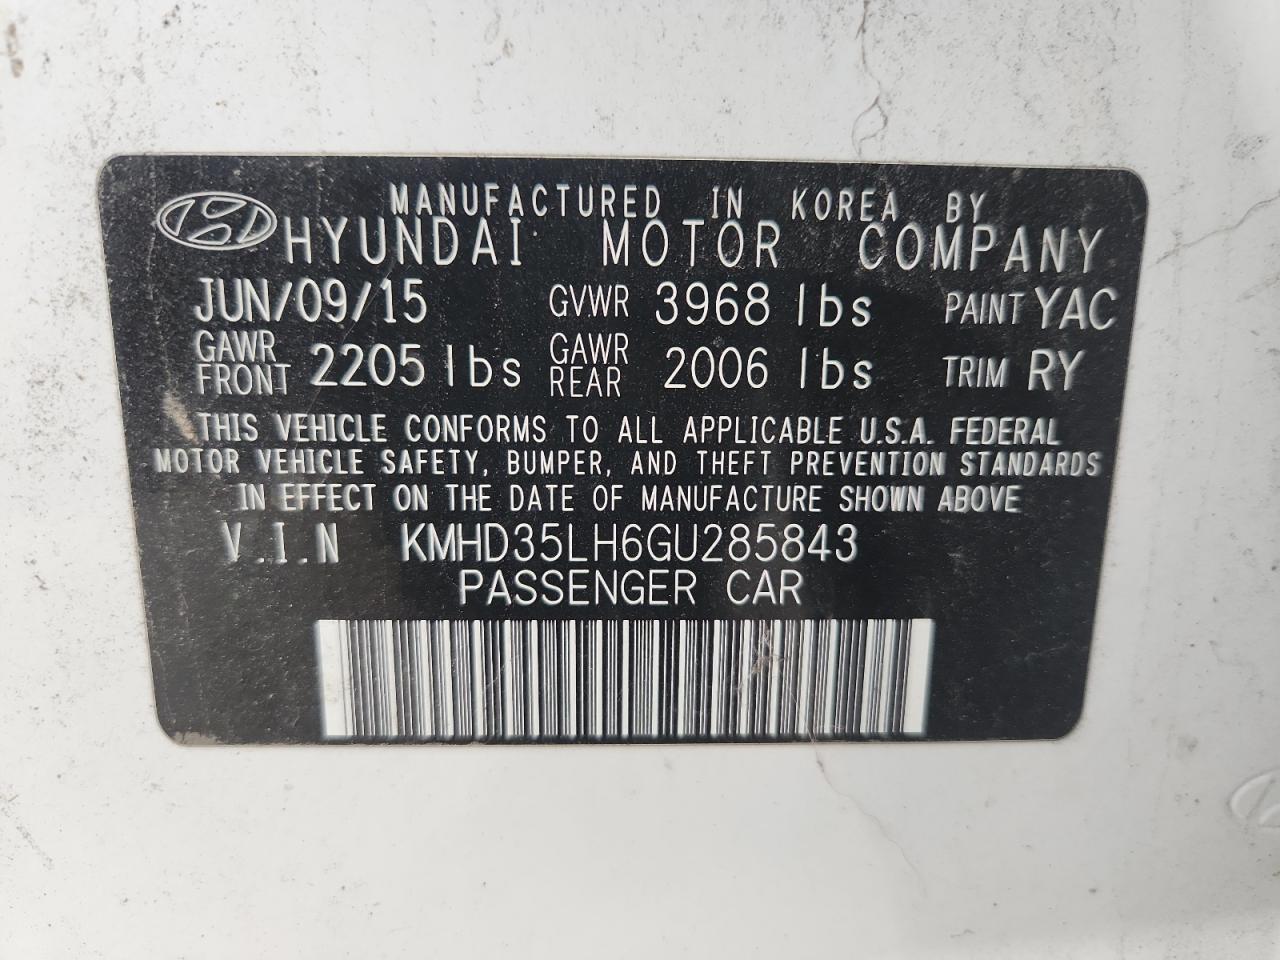 MANUFACTURED IN KOREA BY
HYUNDAI MOTOR COMPANY
JUN/09/15 GVWR 3968 lbs PAINT YAC
GAWR FRONT 2205 lbs GAWR REAR 2006 lbs TRIM RY
THIS VEHICLE CONFORMS TO ALL APPLICABLE U.S.A. FEDERAL
MOTOR VEHICLE SAFETY, BUMPER, AND THEFT PREVENTION STANDARDS
IN EFFECT ON THE DATE OF MANUFACTURE SHOWN ABOVE
V.I.N KMHD35LH6GU285843
PASSENGER CAR